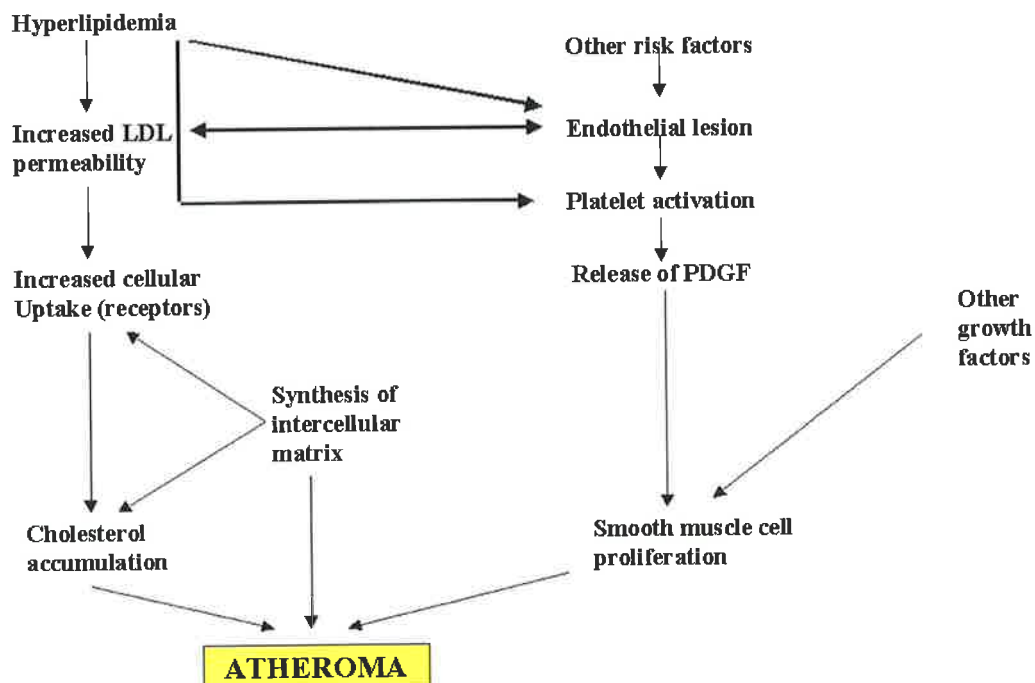 Hyperlipidemia
Other risk factors
Increased LDL
permeability
Endothelial lesion
Platelet activation
Increased cellular
Uptake (receptors)
Release of PDGF
Other
growth
factors
Synthesis of
intercellular
matrix
Cholesterol
accumulation
Smooth muscle cell
proliferation
ATHEROMA